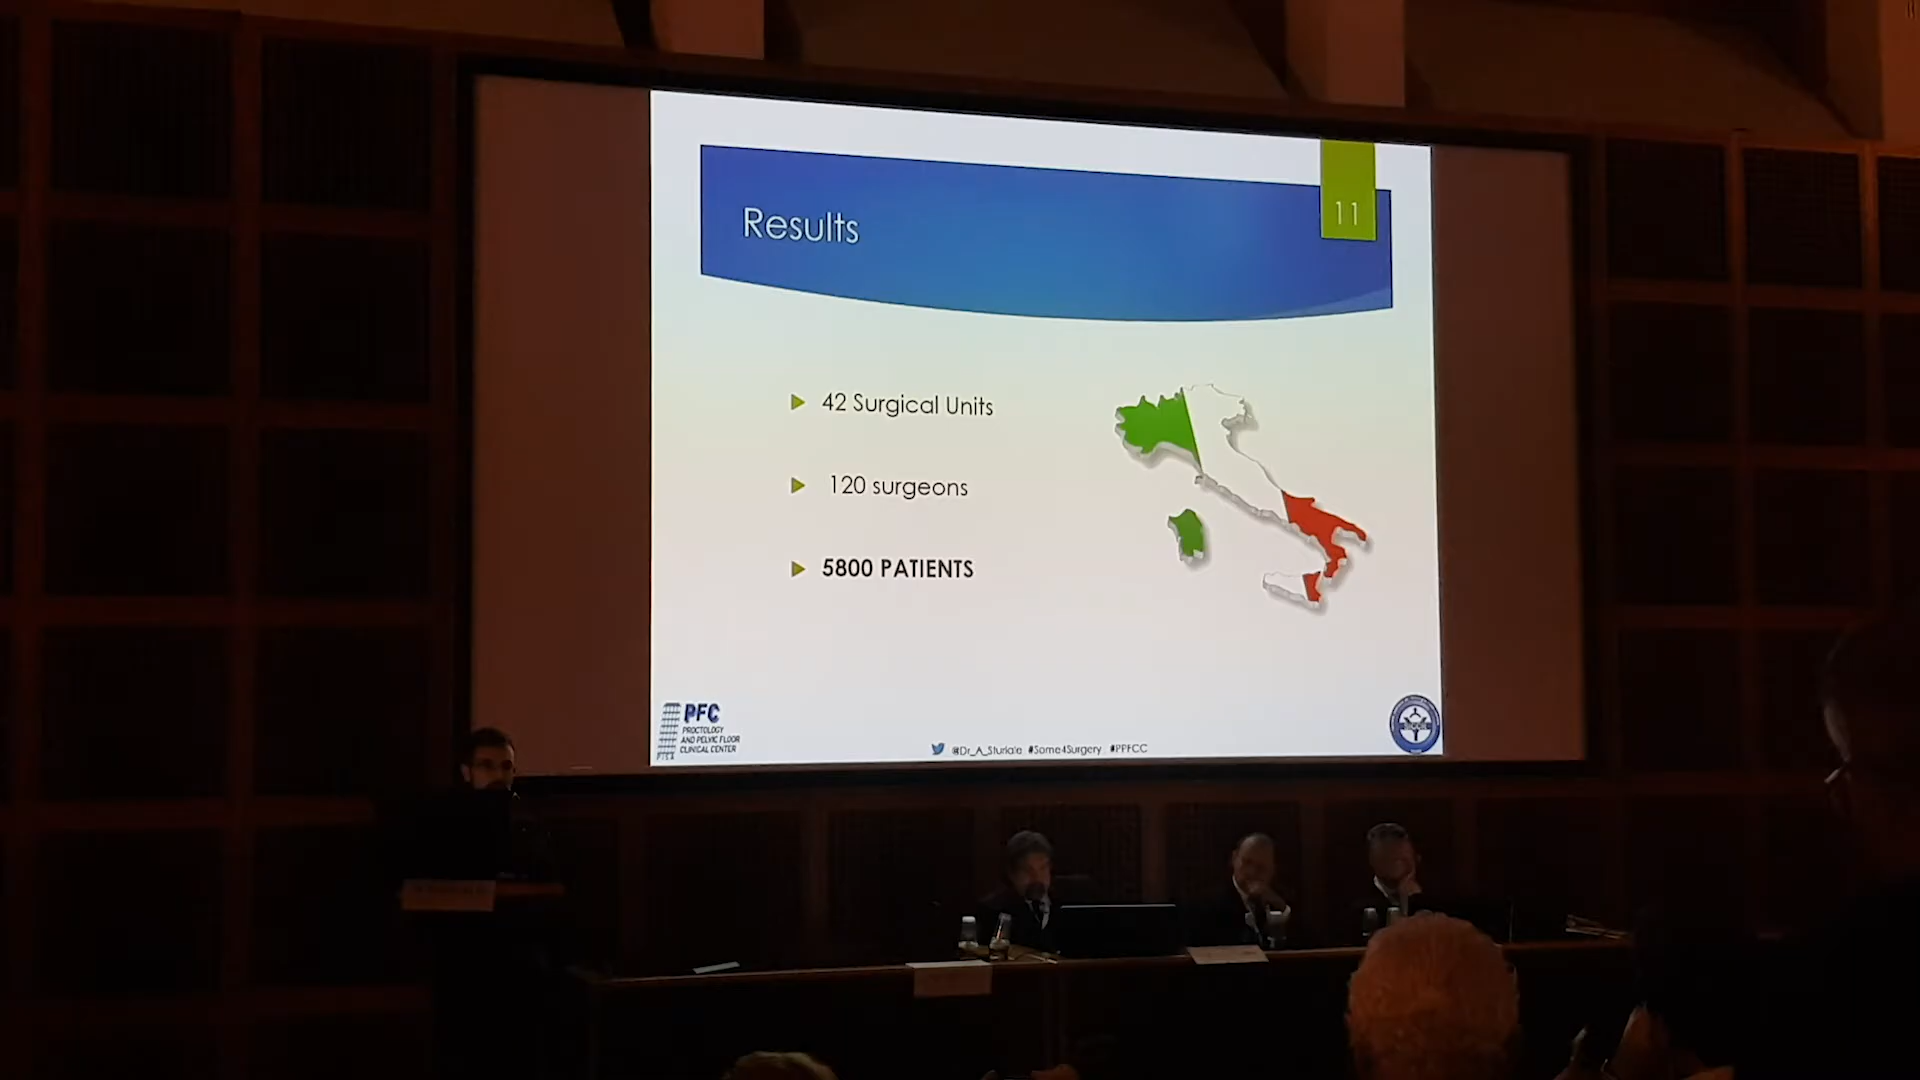 Results
11
42 Surgical Units
120 surgeons
5800 PATIENTS
PFC
PROCTOLOGY
AND PELVIC FLOOR
CLINICAL CENTER
PISA
@Dr_A_Sturiale #Some4Surgery #PPFCC